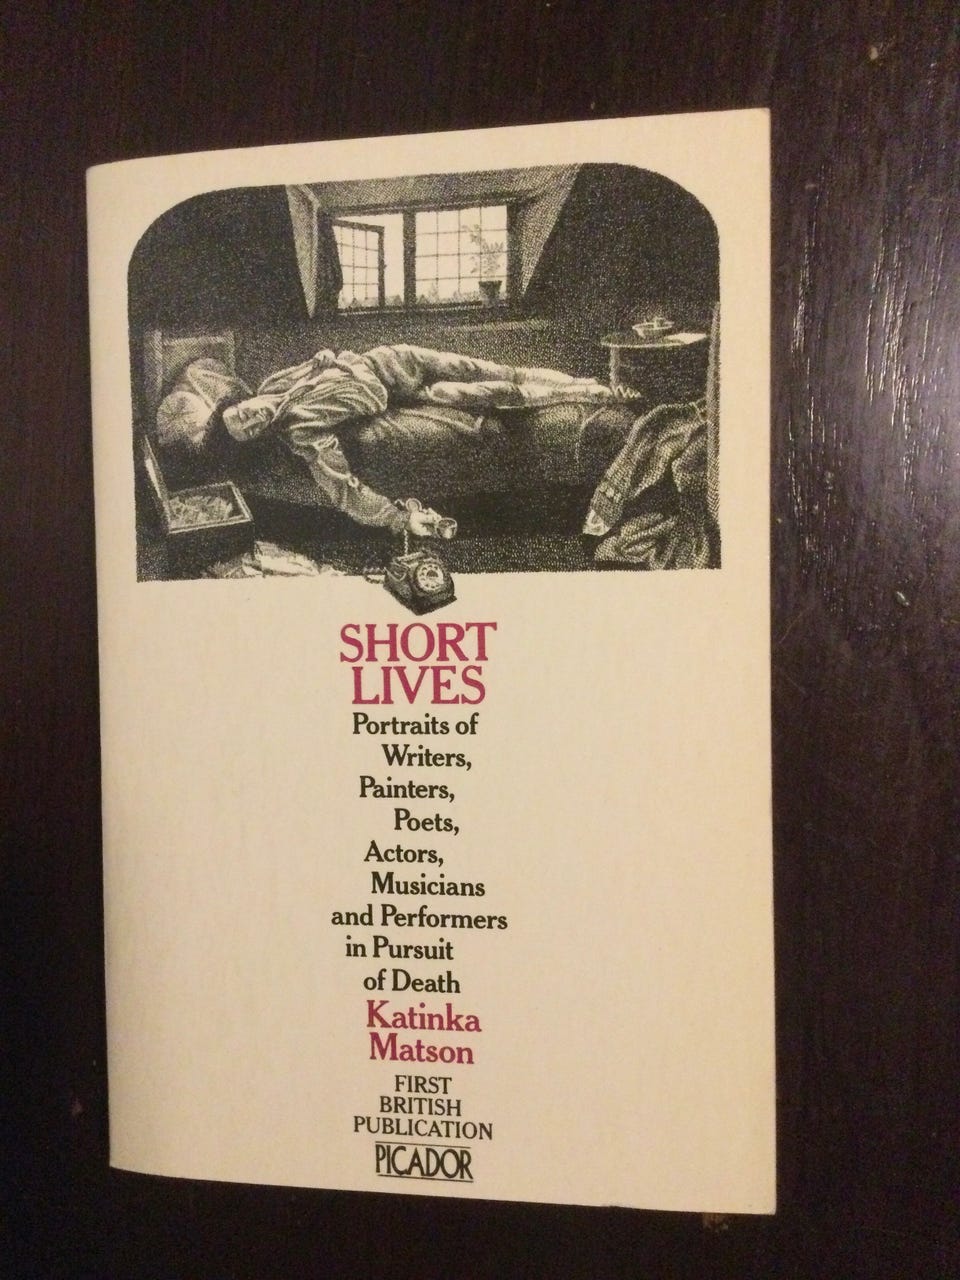 SHORT
LIVES
Portraits of
Writers,
Painters,
Poets,
Actors,
Musicians
and Performers
in Pursuit
of Death
Katinka
Matson
FIRST
BRITISH
PUBLICATION
PICADOR